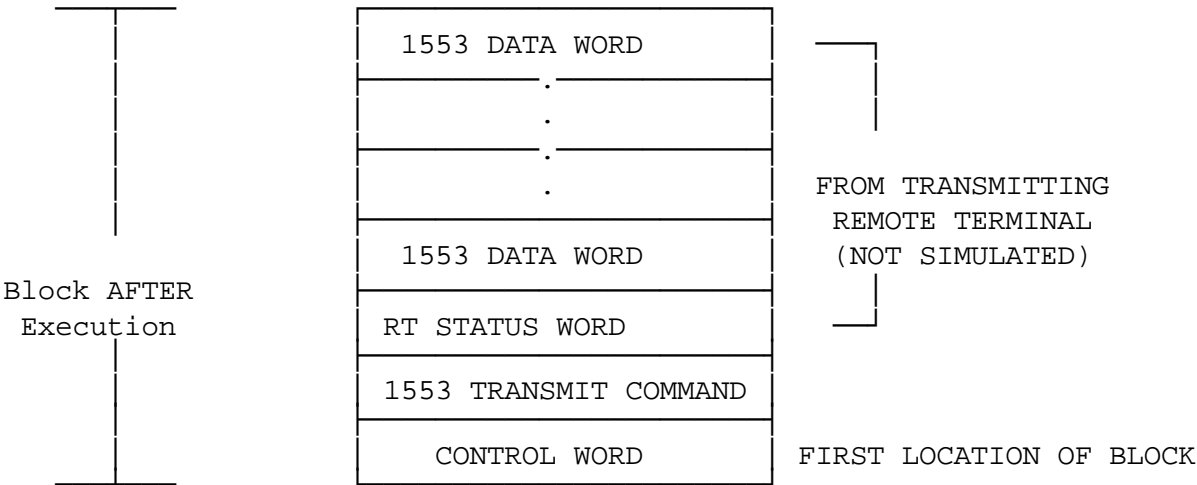 1553 DATA WORD
.
.
.
.
FROM TRANSMITTING
REMOTE TERMINAL
1553 DATA WORD
(NOT SIMULATED)
Block AFTER
Execution
RT STATUS WORD
1553 TRANSMIT COMMAND
CONTROL WORD
FIRST LOCATION OF BLOCK